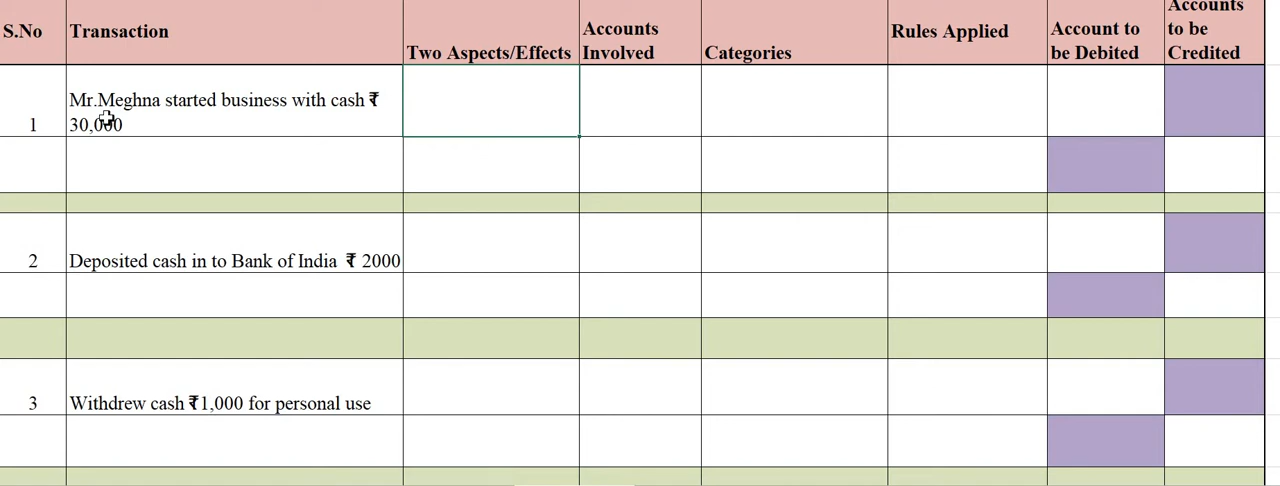 S.No
Transaction
Two Aspects/Effects
Accounts
Involved
Categories
Rules Applied
Account to
be Debited
Accounts
to be
Credited
1
Mr.Meghna started business with cash ₹
30,000
2
Deposited cash in to Bank of India ₹ 2000
3
Withdrew cash ₹1,000 for personal use